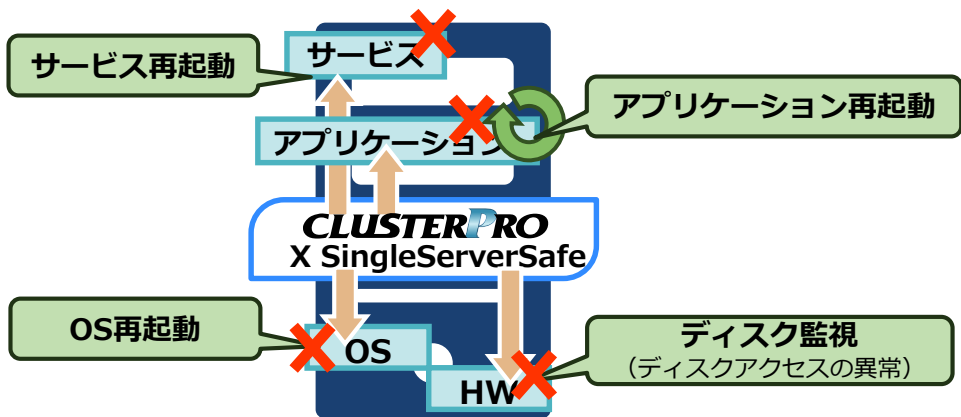 サービス
サービス再起動
アプリケーション再起動
アプリケーション
CLUSTERPRO
X SingleServerSafe
OS再起動
OS
ディスク監視
（ディスクアクセスの異常）
HW